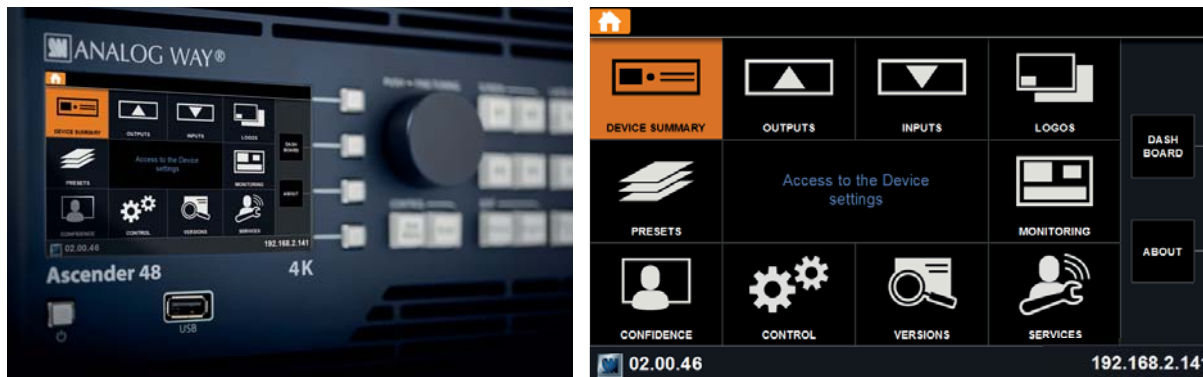 ANALOG WAY®
DEVICE SUMMARY
OUTPUTS
INPUTS
LOGOS
DASH
BOARD
PRESETS
Access to the Device
settings
MONITORING
ABOUT
CONFIDENCE
CONTROL
VERSIONS
SERVICES
02.00.46
192.168.2.141
Ascender 48
4K
USB
DEVICE SUMMARY
OUTPUTS
INPUTS
LOGOS
DASH
BOARD
PRESETS
Access to the Device
settings
MONITORING
ABOUT
CONFIDENCE
CONTROL
VERSIONS
SERVICES
02.00.46
192.168.2.141